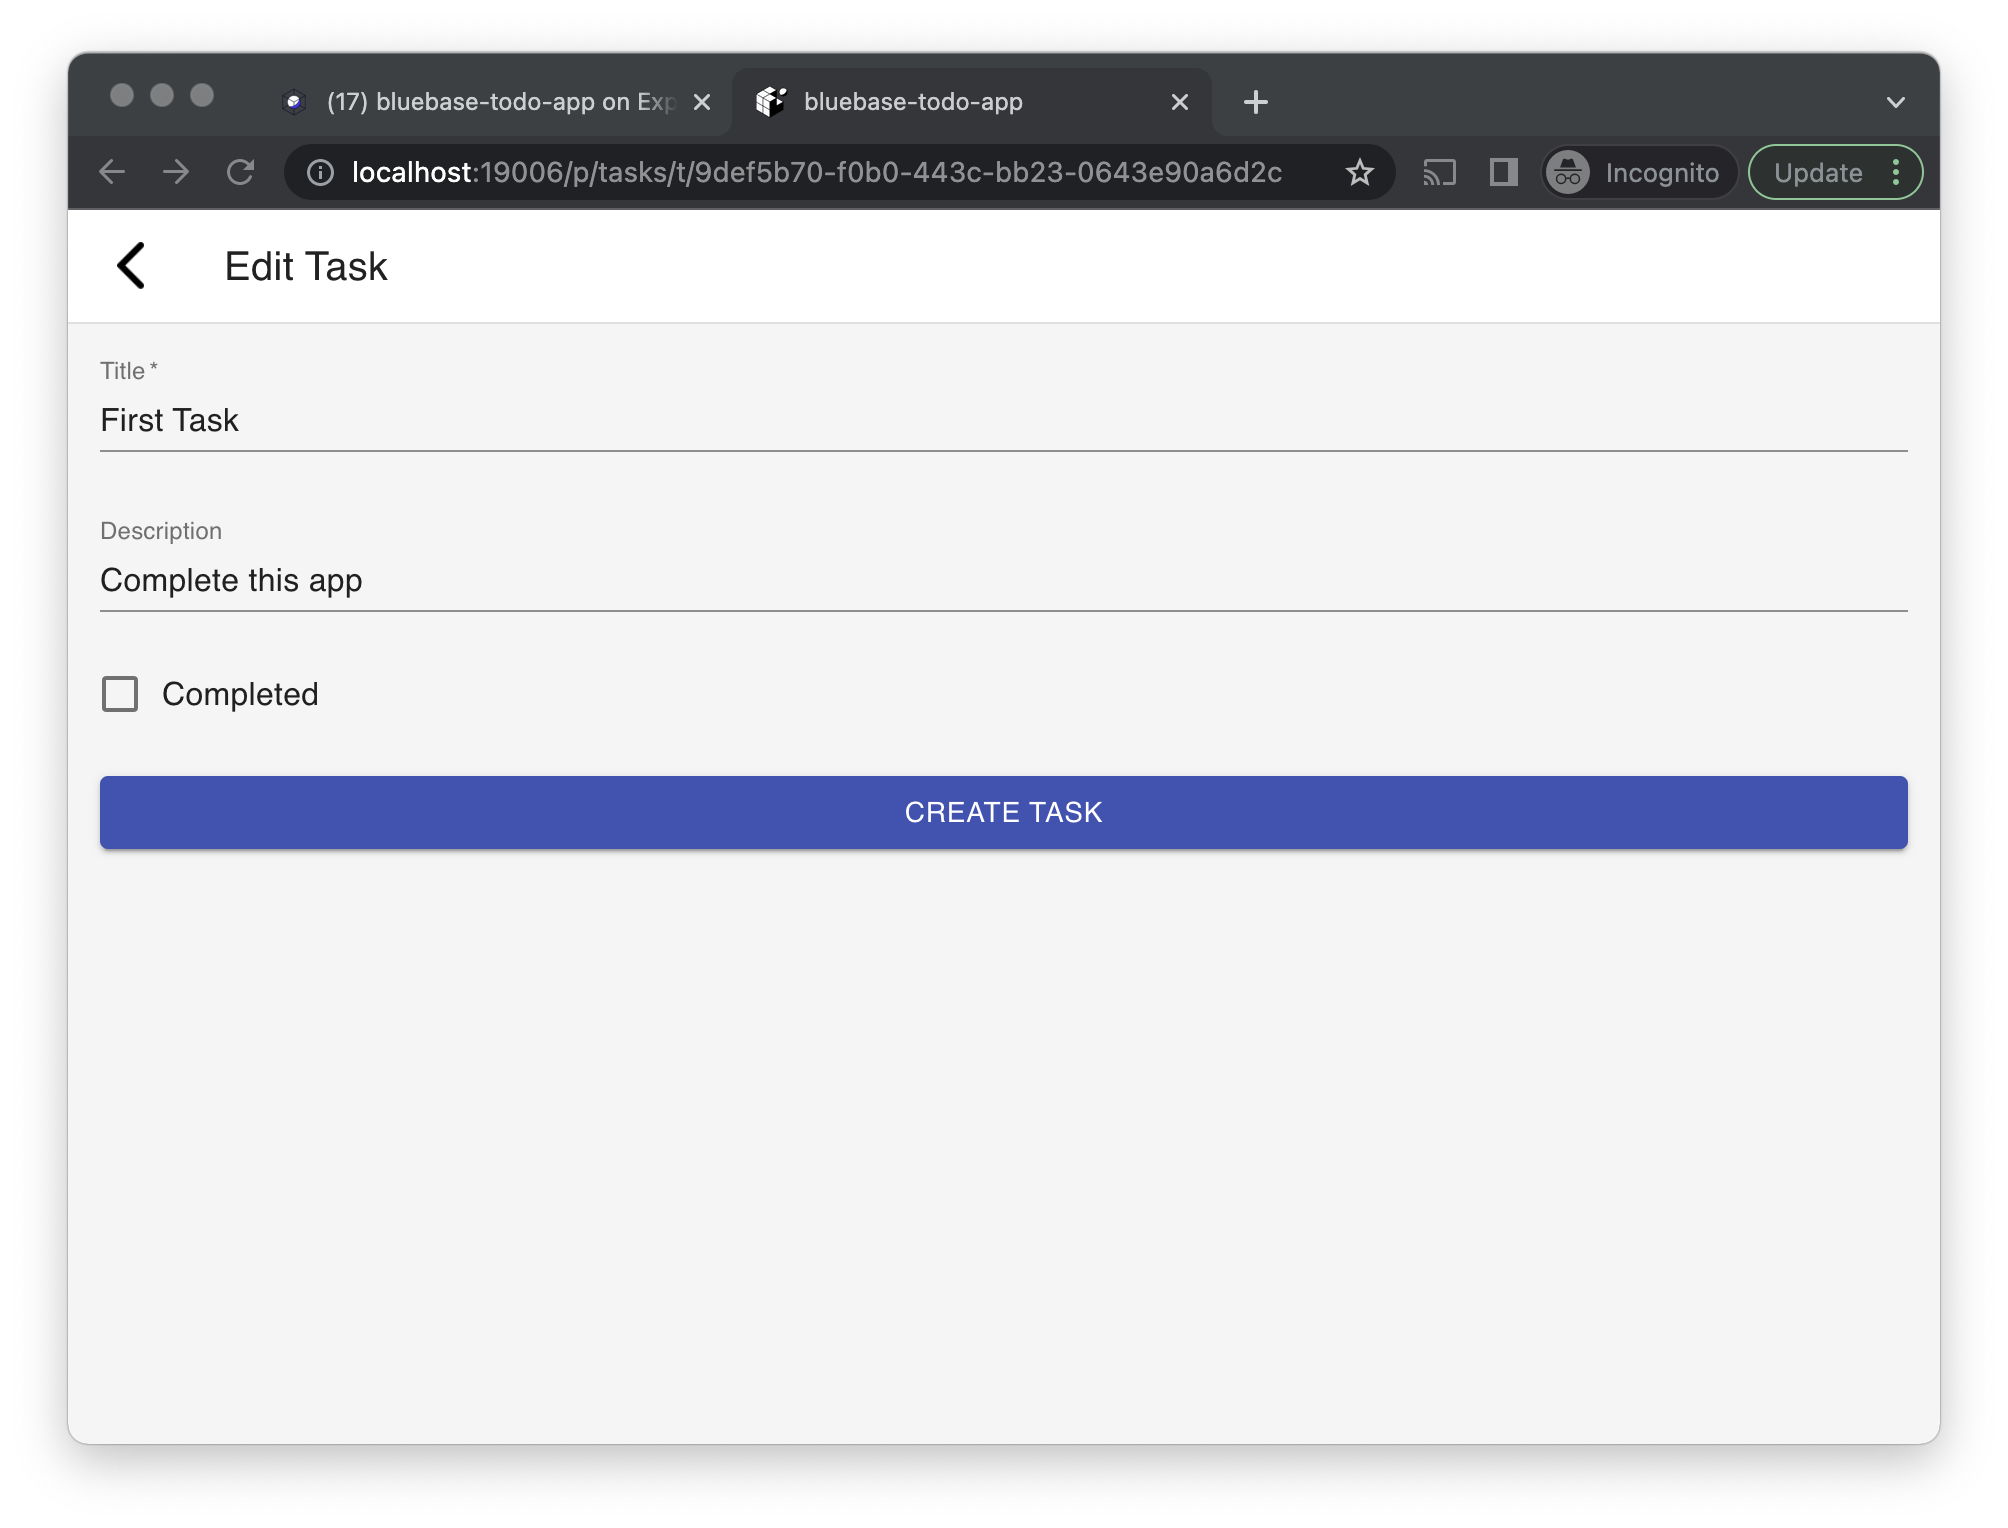 (17) bluebase-todo-app on Exp
bluebase-todo-app
localhost:19006/p/tasks/t/9def5b70-f0b0-443c-bb23-0643e90a6d2c
Incognito
Update
Edit Task
Title *
First Task
Description
Complete this app
Completed
CREATE TASK